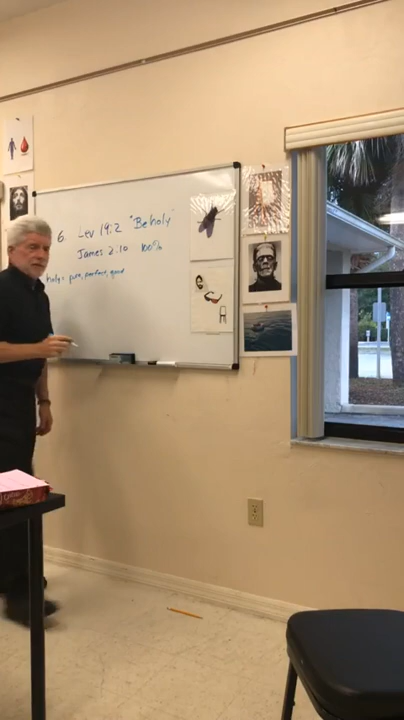 6. Lev 19:2 "Be holy"
James 2:10 100%
holy = pure, perfect, good